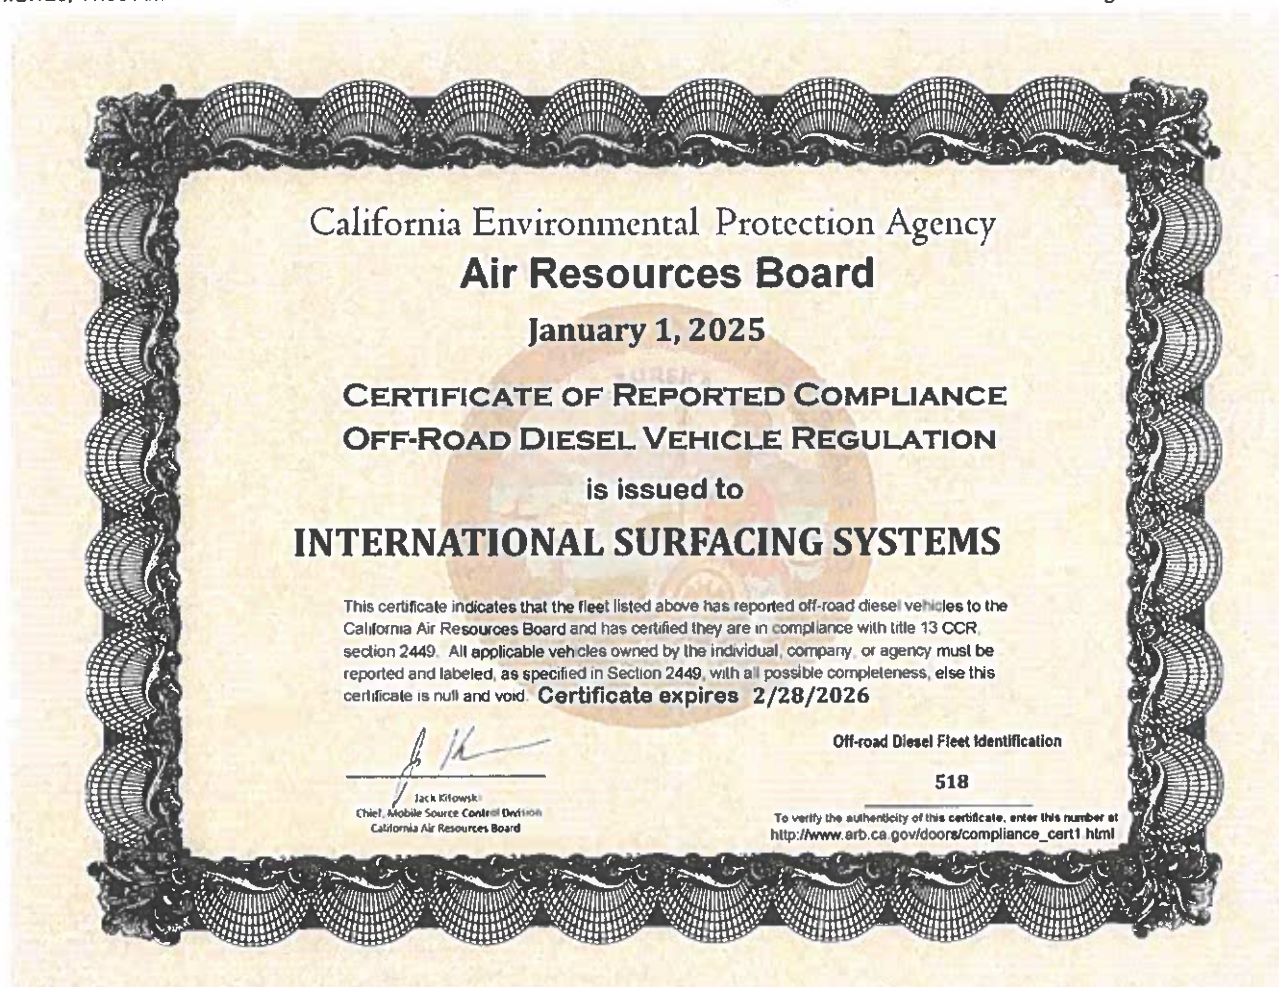 California Environmental Protection Agency
Air Resources Board
January 1, 2025
CERTIFICATE OF REPORTED COMPLIANCE
OFF-ROAD DIESEL VEHICLE REGULATION
is issued to
INTERNATIONAL SURFACING SYSTEMS
This certificate indicates that the fleet listed above has reported off-road diesel vehicles to the
California Air Resources Board and has certified they are in compliance with title 13 CCR,
section 2449. All applicable vehicles owned by the individual, company, or agency must be
reported and labeled, as specified in Section 2449, with all possible completeness, else this
certificate is null and void. Certificate expires 2/28/2026
Jack Kitowski
Chief, Mobile Source Control Division
California Air Resources Board
Off-road Diesel Fleet Identification
518
To verify the authenticity of this certificate, enter this number at
http://www.arb.ca.gov/doors/compliance_cert1.html